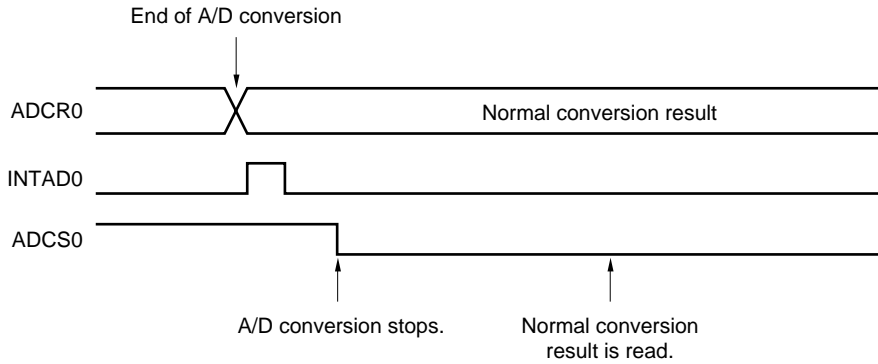 End of A/D conversion
ADCR0
Normal conversion result
INTAD0
ADCS0
A/D conversion stops.
Normal conversion
result is read.